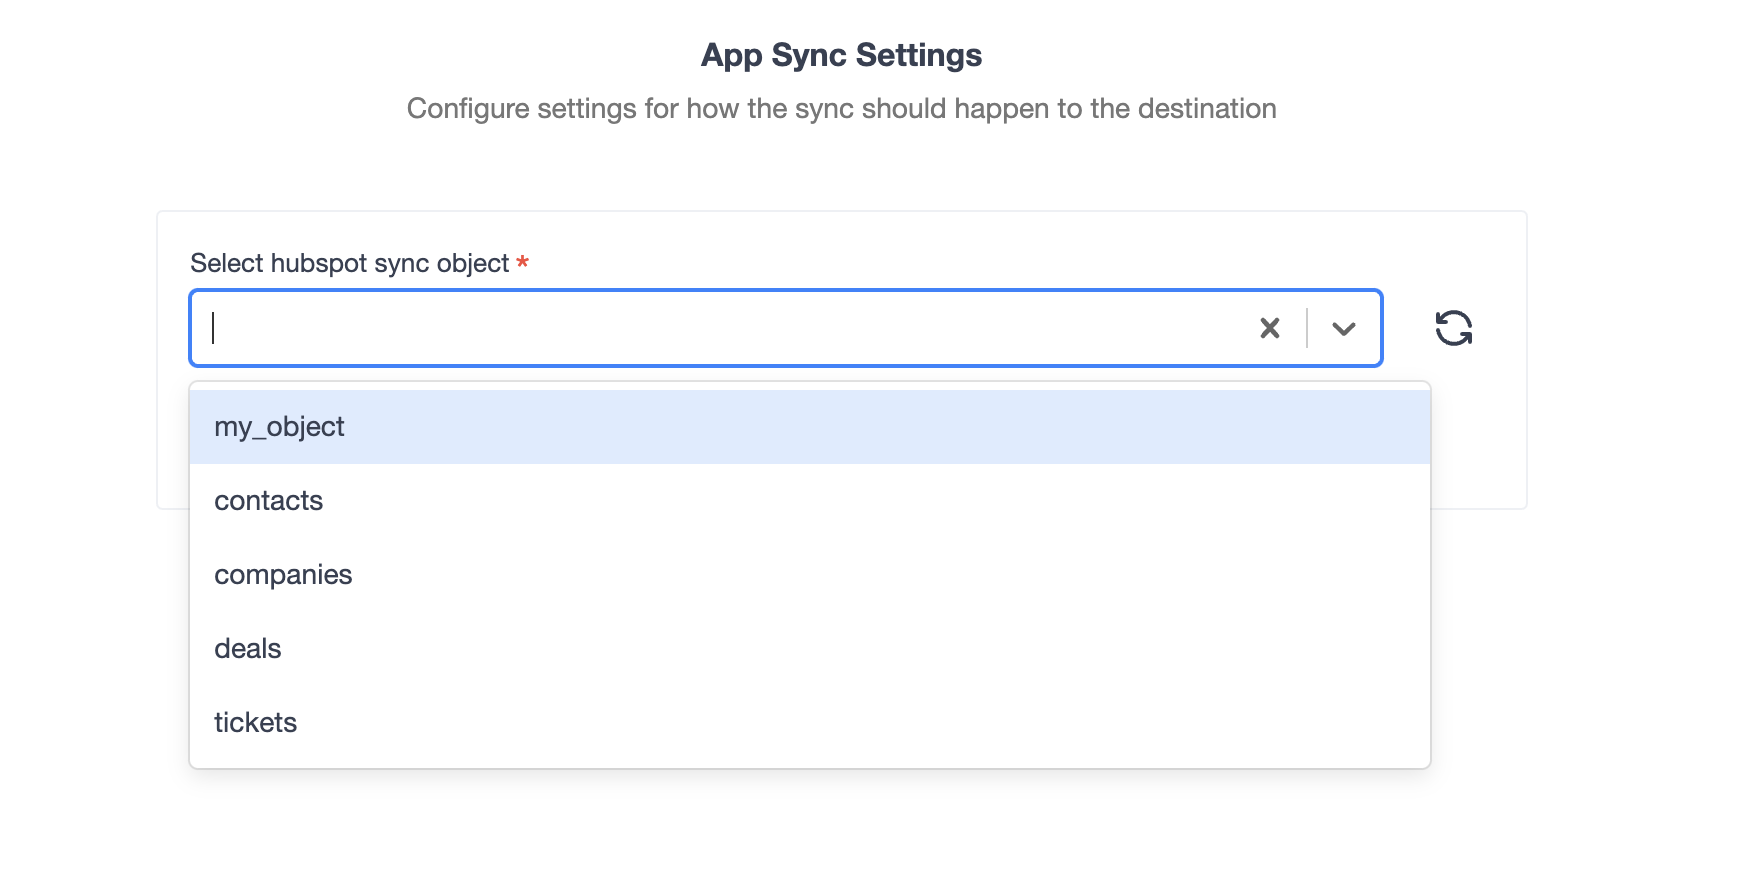 App Sync Settings
Configure settings for how the sync should happen to the destination
Select hubspot sync object *
my_object
contacts
companies
deals
tickets